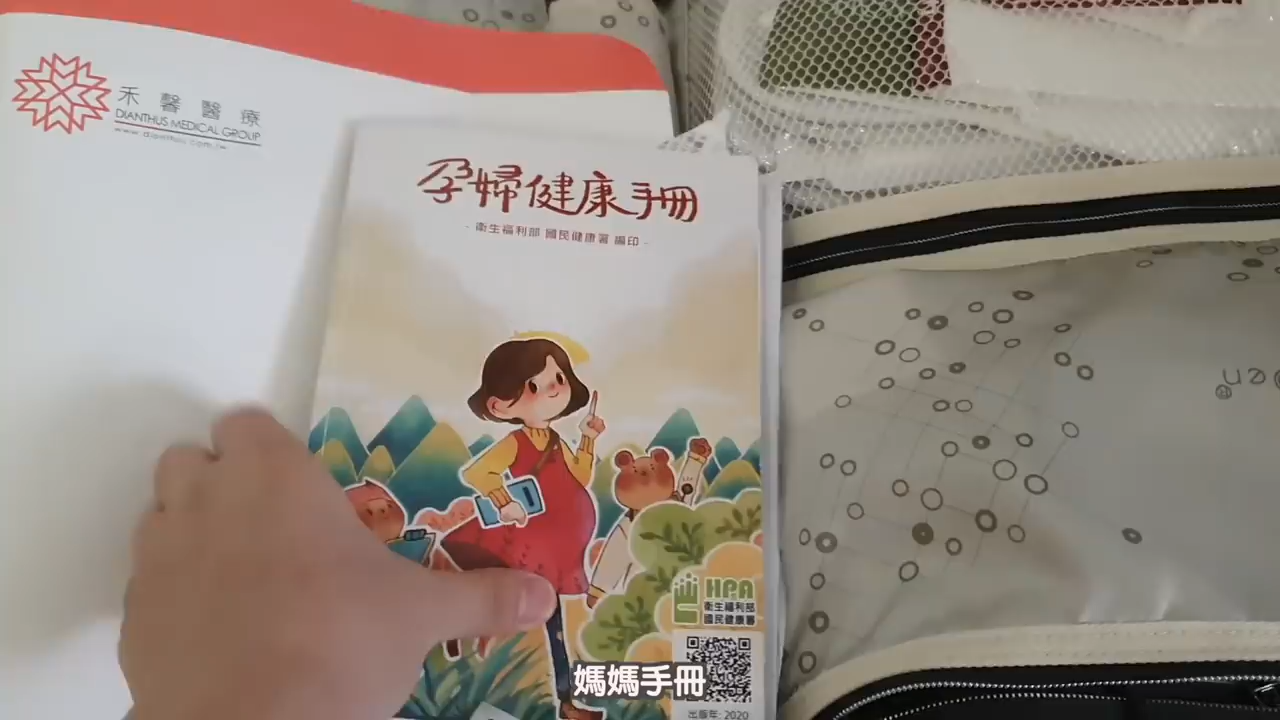 禾馨醫療
DIANTHUS MEDICAL GROUP
www.dianthus.com.tw
孕婦健康手冊
- 衛生福利部 國民健康署 編印 -
HPA
衛生福利部
國民健康署
媽媽手冊
出版年: 2020